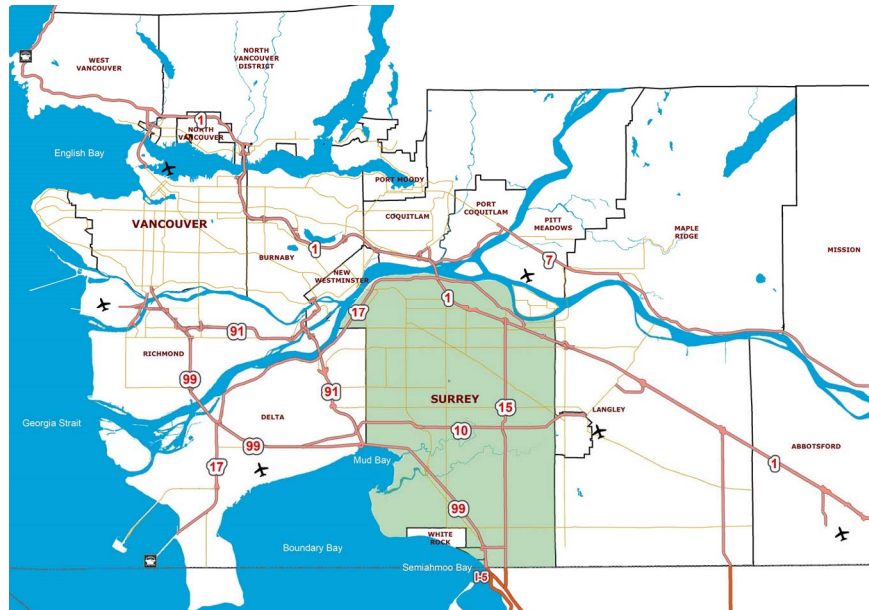 WEST
VANCOUVER
NORTH
VANCOUVER
DISTRICT
1
NORTH
VANCOUVER
English Bay
PORT MOODY
COQUITLAM
PORT
COQUITLAM
PITT
MEADOWS
MAPLE
RIDGE
MISSION
VANCOUVER
BURNABY
1
NEW
WESTMINSTER
7
1
17
91
RICHMOND
99
91
SURREY
15
LANGLEY
DELTA
10
Georgia Strait
99
Mud Bay
17
ABBOTSFORD
1
99
WHITE
ROCK
Boundary Bay
Semiahmoo Bay
I-5